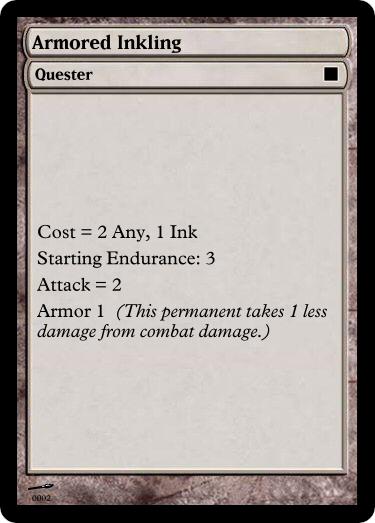 Armored Inkling
Quester
Cost = 2 Any, 1 Ink
Starting Endurance: 3
Attack = 2
Armor 1 (This permanent takes 1 less
damage from combat damage.)
0002